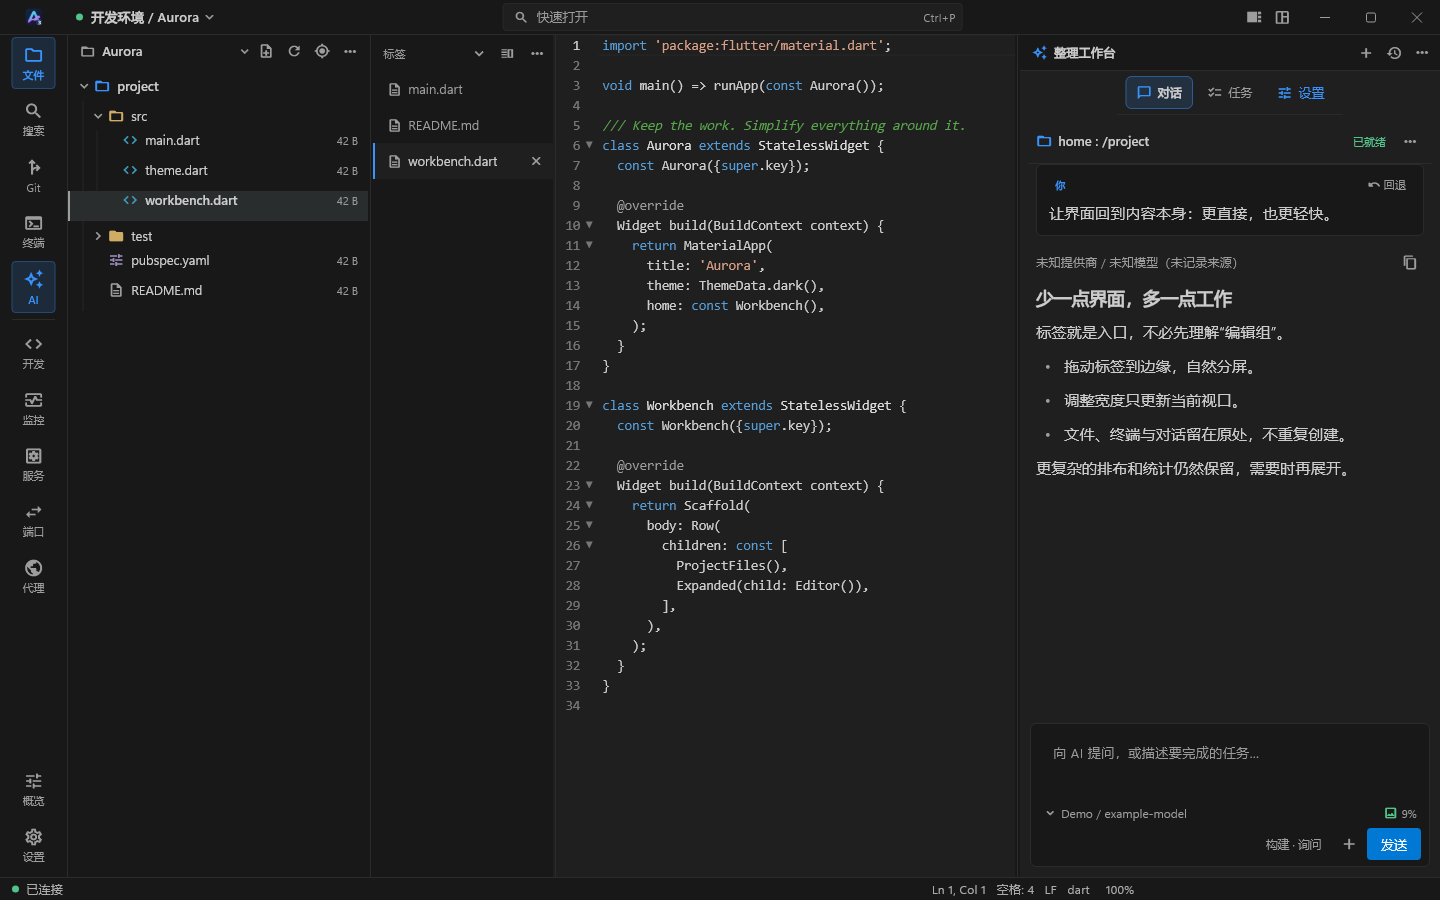 开发环境 / Aurora
快速打开
Ctrl+P
文件
搜索
Git
终端
AI
开发
监控
服务
端口
代理
概览
设置
Aurora
project
src
main.dart 42 B
theme.dart 42 B
workbench.dart 42 B
test
pubspec.yaml 42 B
README.md 42 B
标签
main.dart
README.md
workbench.dart
1 import 'package:flutter/material.dart';
2
3 void main() => runApp(const Aurora());
4
5 /// Keep the work. Simplify everything around it.
6 class Aurora extends StatelessWidget {
7   const Aurora({super.key});
8
9   @override
10   Widget build(BuildContext context) {
11     return MaterialApp(
12       title: 'Aurora',
13       theme: ThemeData.dark(),
14       home: const Workbench(),
15     );
16   }
17 }
18
19 class Workbench extends StatelessWidget {
20   const Workbench({super.key});
21
22   @override
23   Widget build(BuildContext context) {
24     return Scaffold(
25       body: Row(
26         children: const [
27           ProjectFiles(),
28           Expanded(child: Editor()),
29         ],
30       ),
31     );
32   }
33 }
34
整理工作台
对话
任务
设置
home : /project
已就绪
你
回退
让界面回到内容本身：更直接，也更轻快。
未知提供商 / 未知模型（未记录来源）
少一点界面，多一点工作
标签就是入口，不必先理解“编辑组”。
• 拖动标签到边缘，自然分屏。
• 调整宽度只更新当前视口。
• 文件、终端与对话留在原处，不重复创建。
更复杂的排布和统计仍然保留，需要时再展开。
向 AI 提问，或描述要完成的任务...
Demo / example-model
9%
构建 · 询问
发送
已连接
Ln 1, Col 1 空格: 4 LF dart 100%